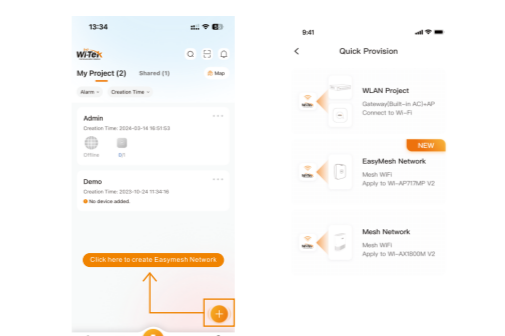 13:34
Wi-Tek
My Project (2) Shared (1) Map
Alarm Creation Time
Admin
Creation Time: 2024-03-14 16:51:53
Offline 0/1
Demo
Creation Time: 2023-10-24 11:34:16
No device added.
Click here to create Easymesh Network
9:41
Quick Provision
WLAN Project
Gateway(Built-in AC)+AP
Connect to Wi-Fi
NEW
EasyMesh Network
Mesh WiFi
Apply to WI-AP717MP V2
Mesh Network
Mesh WiFi
Apply to WI-AX1800M V2